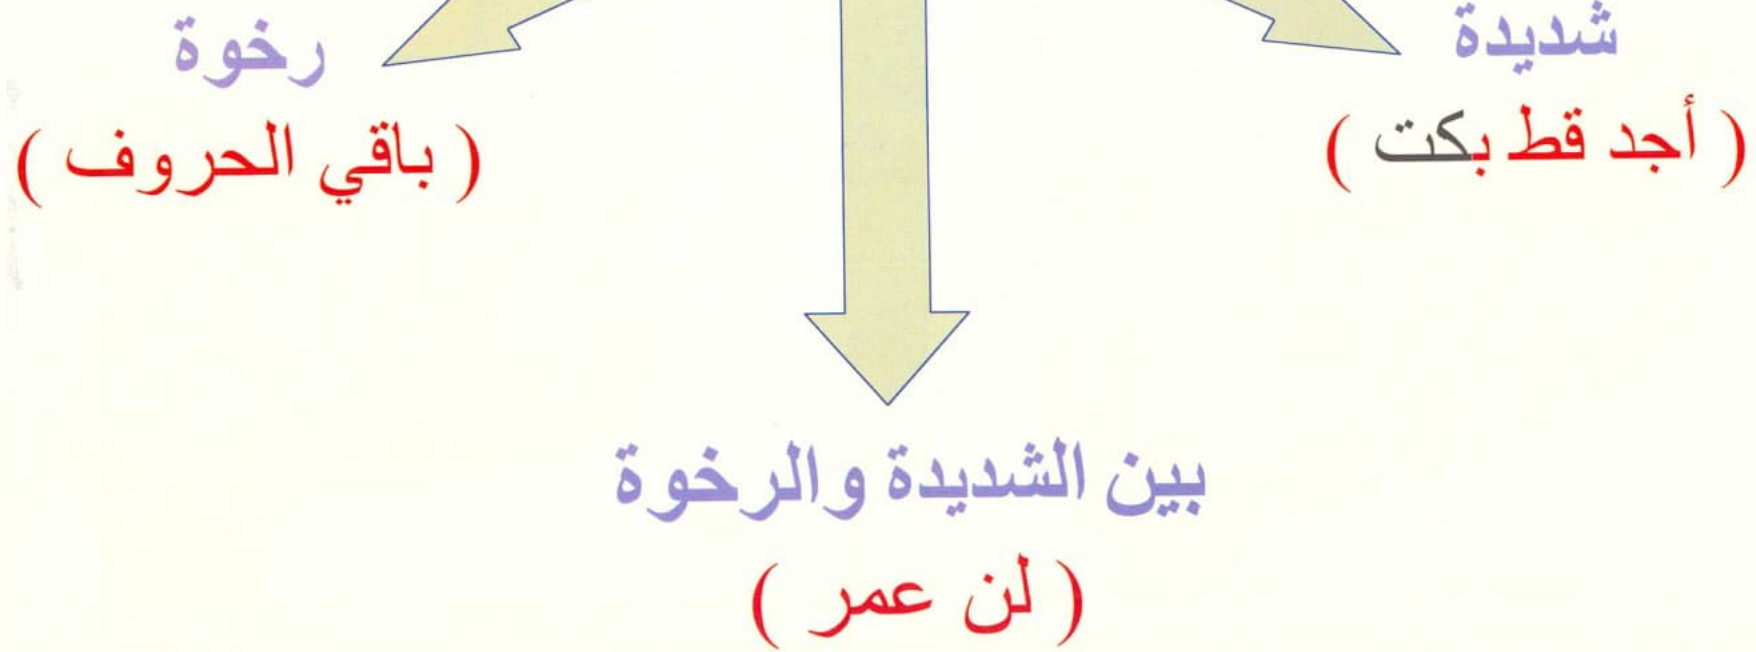 شديدة
( أجد قط بكت )
رخوة
( باقي الحروف )
بين الشديدة والرخوة
( لن عمر )